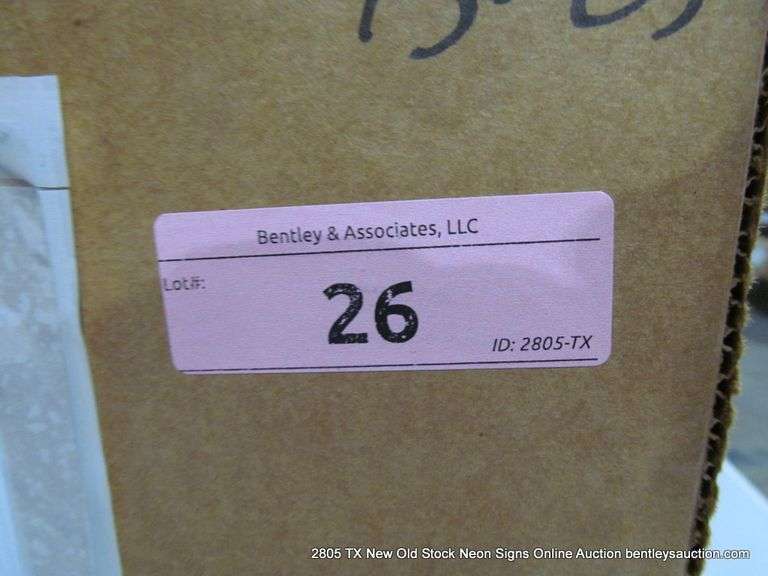 Bentley & Associates, LLC
Lot#:
26
ID: 2805-TX
2805 TX New Old Stock Neon Signs Online Auction bentleysauction.com